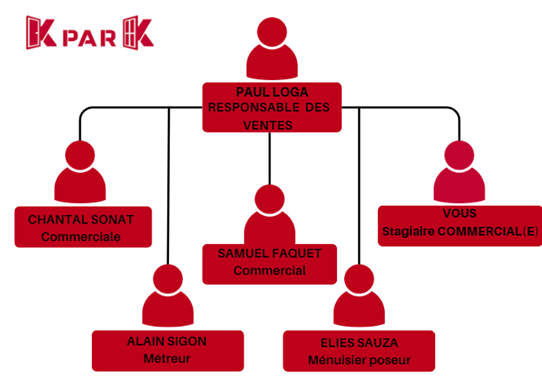 K PAR K
PAUL LOGA
RESPONSABLE DES
VENTES
CHANTAL SONAT
Commerciale
SAMUEL FAQUET
Commercial
VOUS
Stagiaire COMMERCIAL(E)
ALAIN SIGON
Métreur
ELIES SAUZA
Menuisier poseur